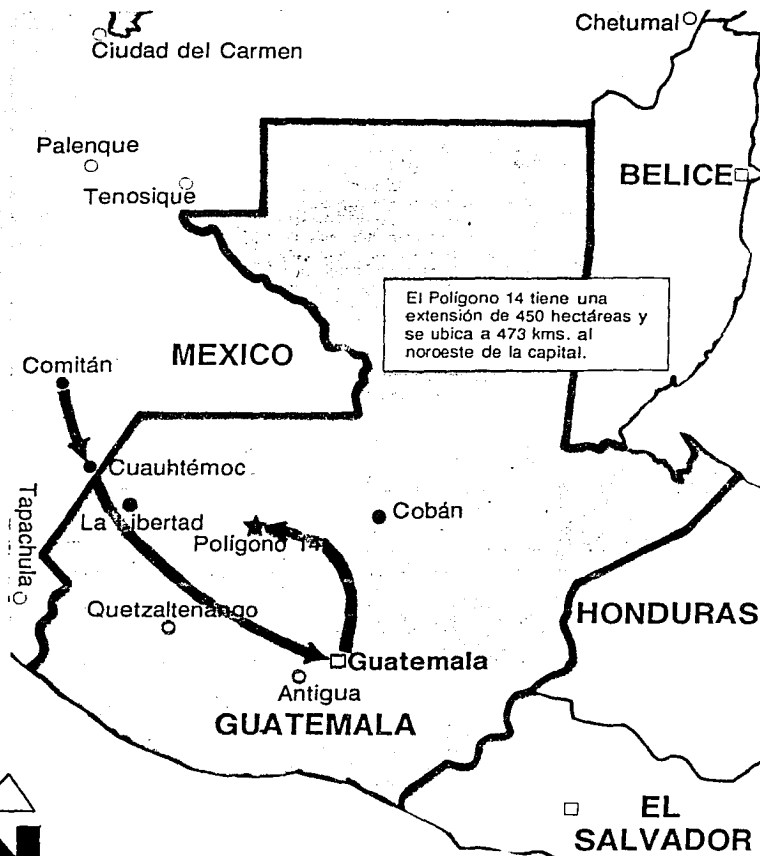 Chetumal
Ciudad del Carmen
Palenque
Tenosique
BELICE
El Polígono 14 tiene una
extensión de 450 hectáreas y
se ubica a 473 kms. al
noroeste de la capital.
MEXICO
Comitán
Cuauhtémoc
La Libertad
Cobán
Polígono 14
Tapachula
Quetzaltenango
HONDURAS
Guatemala
Antigua
GUATEMALA
EL
SALVADOR
N